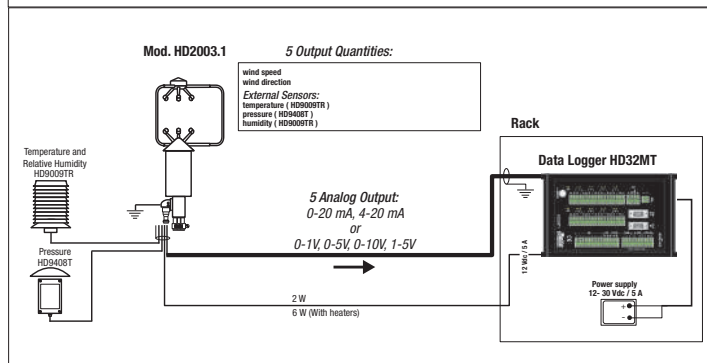 Mod. HD2003.1
5 Output Quantities:
wind speed
wind direction
External Sensors:
temperature ( HD9009TR )
pressure ( HD9408T )
humidity ( HD9009TR )
Rack
Data Logger HD32MT
Temperature and
Relative Humidity
HD9009TR
5 Analog Output:
0-20 mA, 4-20 mA
or
0-1V, 0-5V, 0-10V, 1-5V
Pressure
HD9408T
12 Vdc / 5 A
Power supply
12- 30 Vdc / 5 A
+
-
2 W
6 W (With heaters)